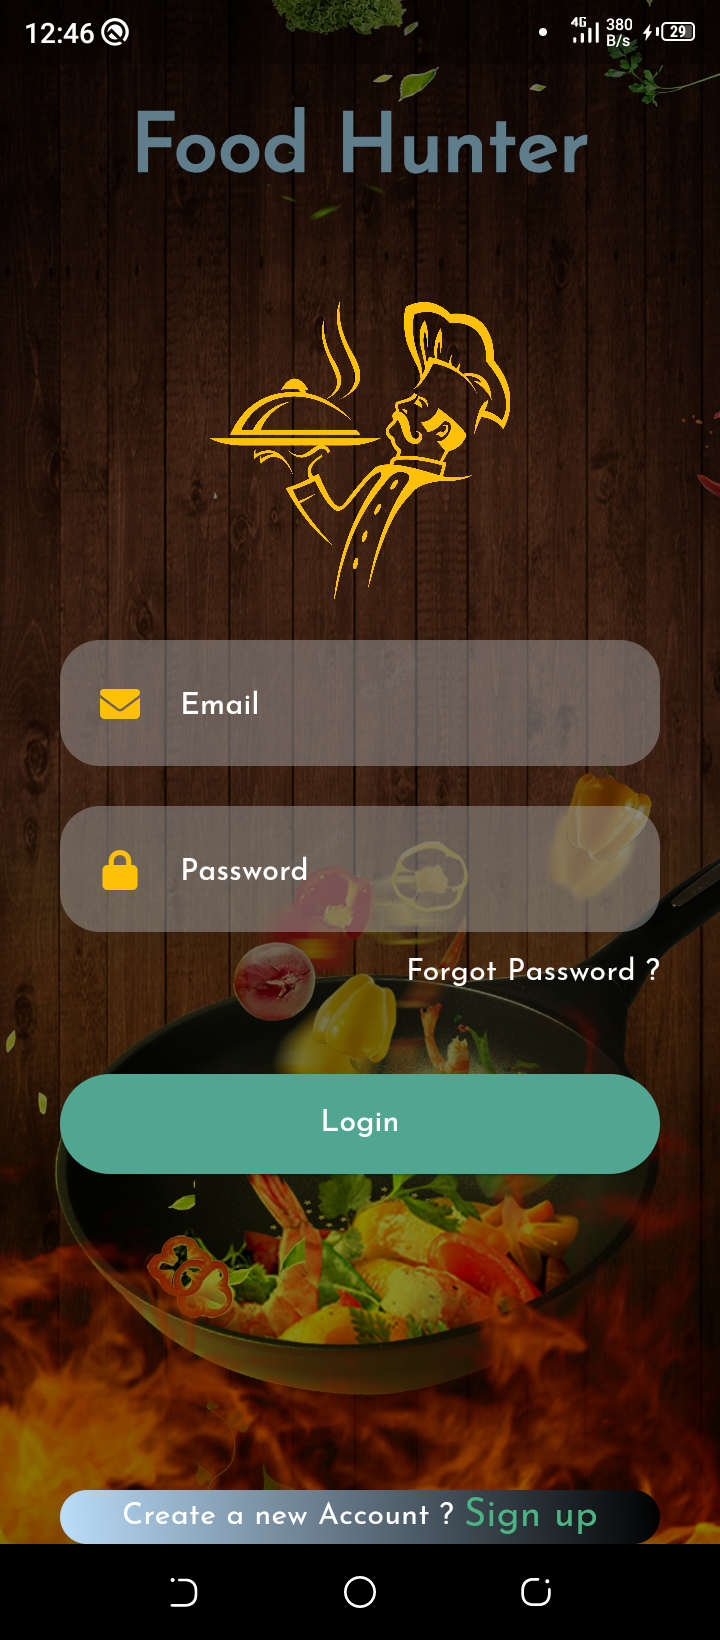 12:46
4G
380
B/s
29
Food Hunter
Email
Password
Forgot Password ?
Login
Create a new Account ? Sign up